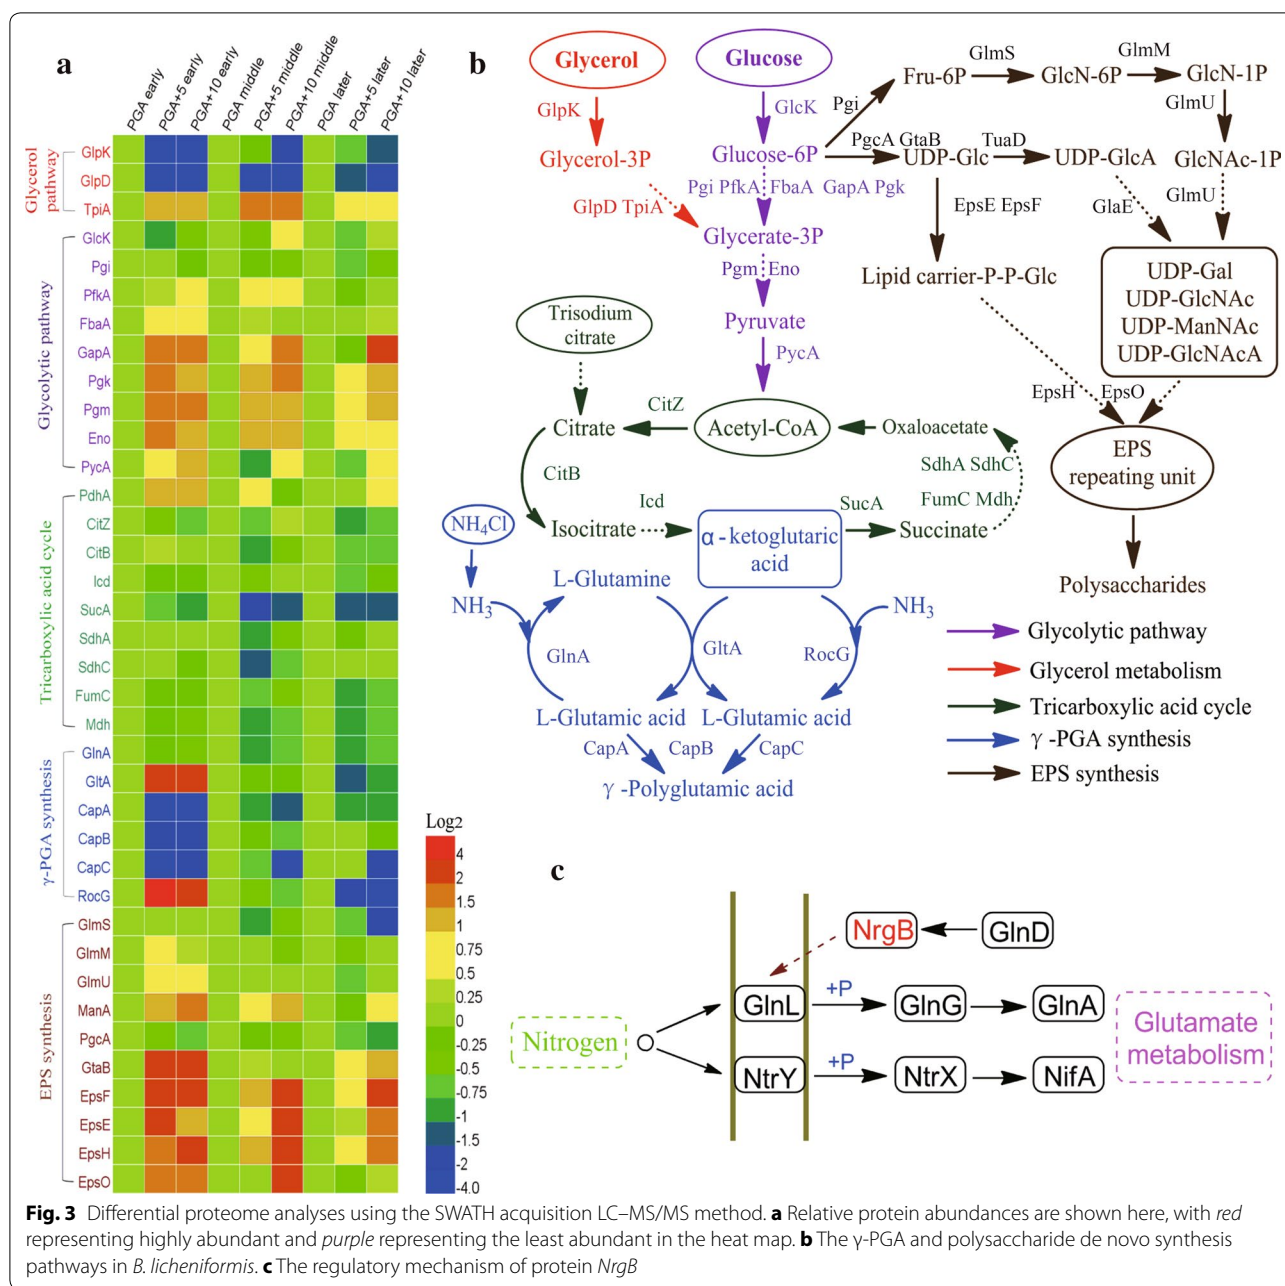 a
PGA early
PGA+5 early
PGA+10 early
PGA middle
PGA+5 middle
PGA+10 middle
PGA later
PGA+5 later
PGA+10 later
Glycerol
pathway
GlpK
GlpD
TpiA
Glycolytic pathway
GlcK
Pgi
PfkA
FbaA
GapA
Pgk
Pgm
Eno
PycA
Tricarboxylic acid cycle
PdhA
CitZ
CitB
Icd
SucA
SdhA
SdhC
FumC
Mdh
γ-PGA synthesis
GlnA
GltA
CapA
CapB
CapC
RocG
EPS synthesis
GlmS
GlmM
GlmU
ManA
PgcA
GtaB
EpsF
EpsE
EpsH
EpsO
Log2
4
2
1.5
1
0.75
0.5
0.25
0
-0.25
-0.5
-0.75
-1
-1.5
-2
-4.0
b
Glycerol
Glucose
GlpK
GlcK
Glycerol-3P
Glucose-6P
Pgi
Fru-6P
GlmS
GlcN-6P
GlmM
GlcN-1P
GlmU
PgcA GtaB
UDP-Glc
TuaD
UDP-GlcA
GlcNAc-1P
Pgi PfkA FbaA GapA Pgk
GlpD TpiA
Glycerate-3P
EpsE EpsF
GlaE
GlmU
Pgm Eno
Lipid carrier-P-P-Glc
UDP-Gal
UDP-GlcNAc
UDP-ManNAc
UDP-GlcNAcA
Trisodium
citrate
Pyruvate
PycA
EpsH
EpsO
Citrate
CitZ
Acetyl-CoA
Oxaloacetate
EPS
repeating unit
CitB
SdhA SdhC
FumC Mdh
Isocitrate
Icd
α-ketoglutaric
acid
SucA
Succinate
Polysaccharides
NH4Cl
NH3
L-Glutamine
NH3
GlnA
GltA
RocG
L-Glutamic acid
L-Glutamic acid
CapA
CapB
CapC
γ -Polyglutamic acid
Glycolytic pathway
Glycerol metabolism
Tricarboxylic acid cycle
γ -PGA synthesis
EPS synthesis
c
NrgB
GlnD
Nitrogen
GlnL
+P
GlnG
GlnA
NtrY
+P
NtrX
NifA
Glutamate
metabolism
Fig. 3 Differential proteome analyses using the SWATH acquisition LC–MS/MS method. a Relative protein abundances are shown here, with red
representing highly abundant and purple representing the least abundant in the heat map. b The γ-PGA and polysaccharide de novo synthesis
pathways in B. licheniformis. c The regulatory mechanism of protein NrgB